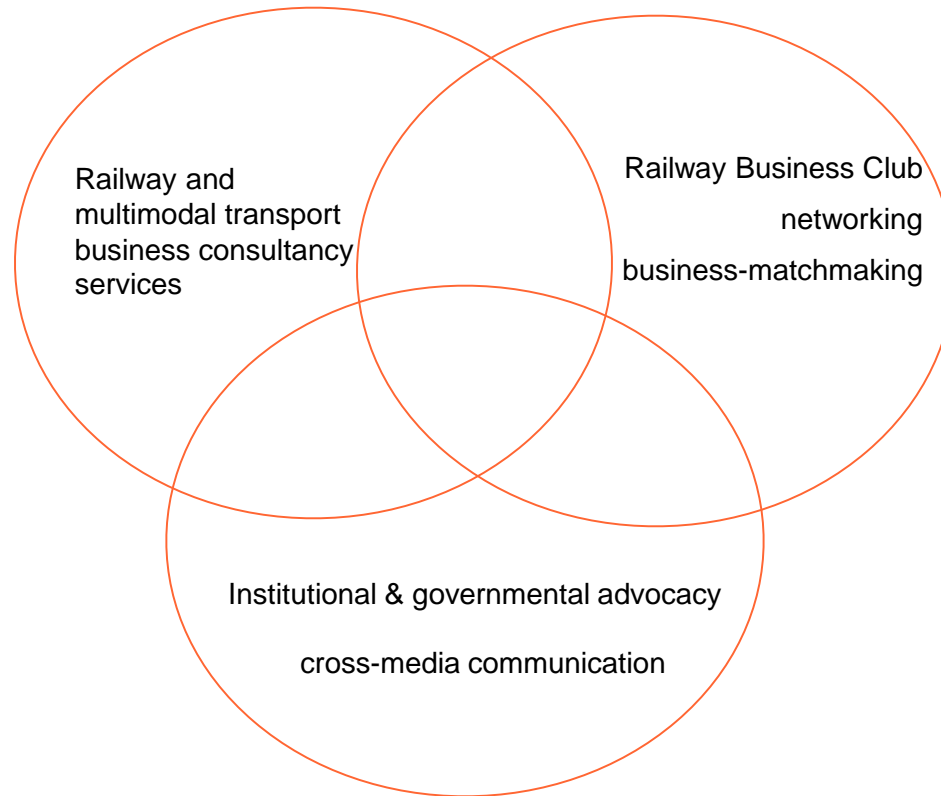 Railway and
multimodal transport
business consultancy
services
Railway Business Club
networking
business-matchmaking
Institutional & governmental advocacy
cross-media communication